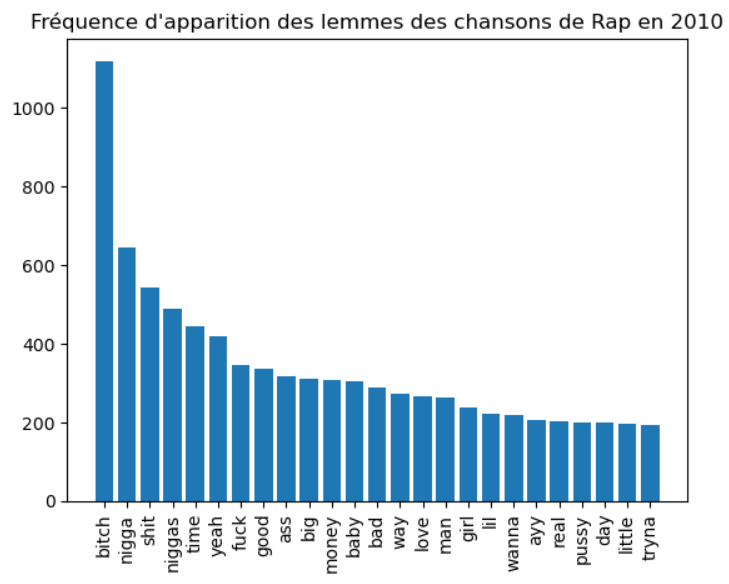 Fréquence d'apparition des lemmes des chansons de Rap en 2010
1000
800
600
400
200
0
bitch
nigga
shit
niggas
time
yeah
fuck
good
ass
big
money
baby
bad
way
love
man
girl
lil
wanna
ayy
real
pussy
day
little
tryna